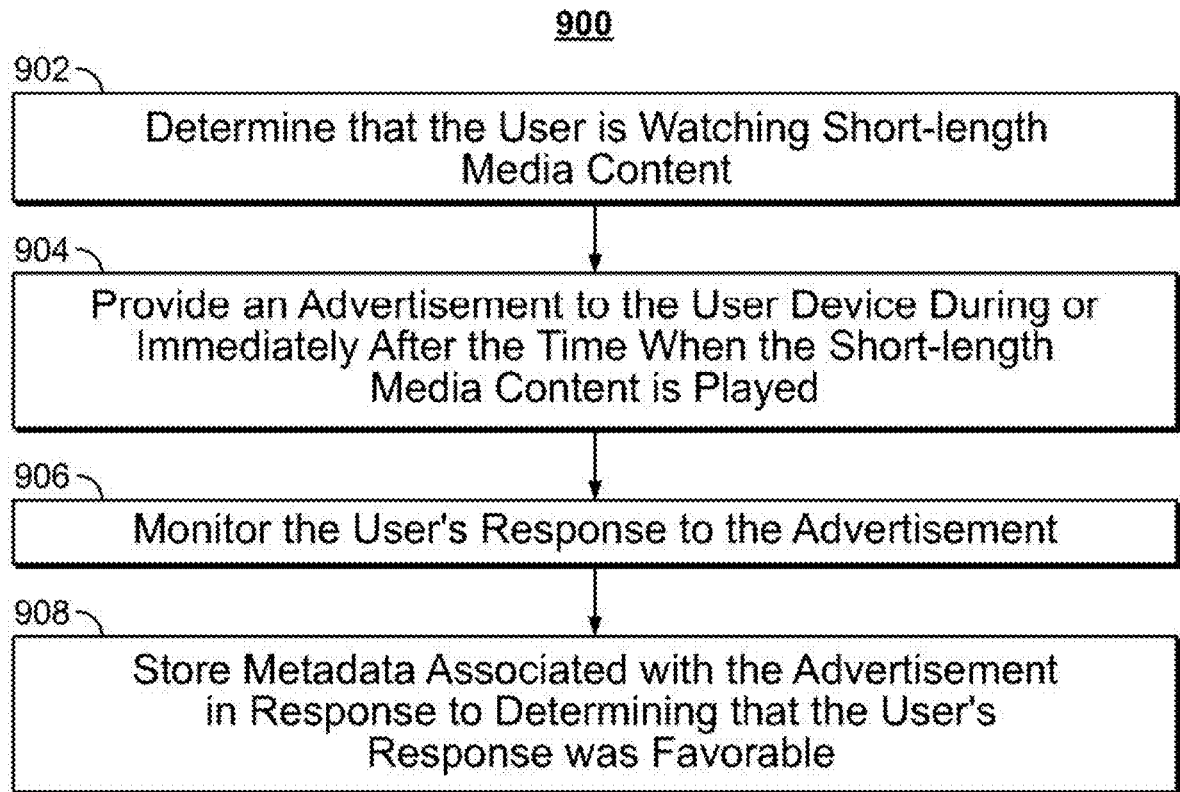 900
902
Determine that the User is Watching Short-length
Media Content
904
Provide an Advertisement to the User Device During or
Immediately After the Time When the Short-length
Media Content is Played
906
Monitor the User's Response to the Advertisement
908
Store Metadata Associated with the Advertisement
in Response to Determining that the User's
Response was Favorable